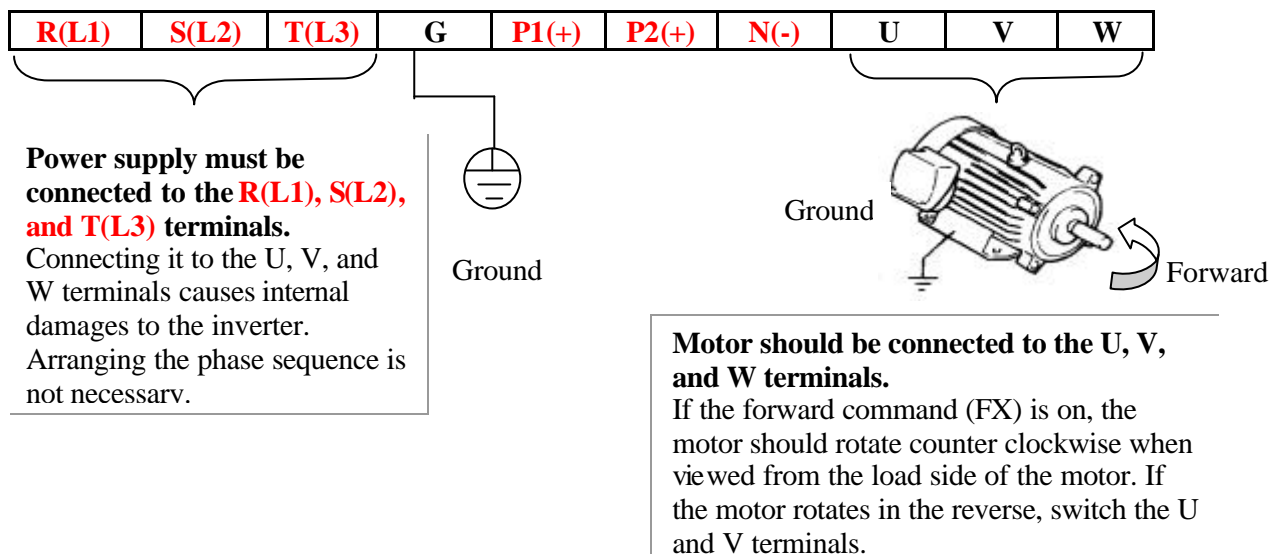 R(L1) S(L2) T(L3) G P1(+) P2(+) N(-) U V W
Power supply must be
connected to the R(L1), S(L2),
and T(L3) terminals.
Connecting it to the U, V, and
W terminals causes internal
damages to the inverter.
Arranging the phase sequence is
not necessary.
Ground
Ground
Forward
Motor should be connected to the U, V,
and W terminals.
If the forward command (FX) is on, the
motor should rotate counter clockwise when
viewed from the load side of the motor. If
the motor rotates in the reverse, switch the U
and V terminals.